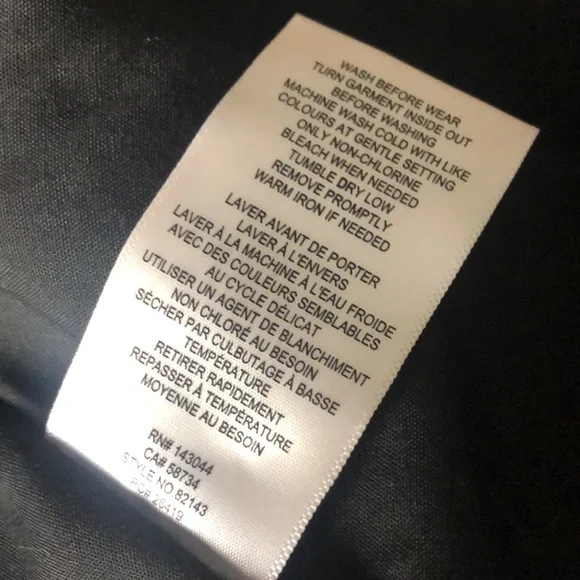 WASH BEFORE WEAR
TURN GARMENT INSIDE OUT
BEFORE WASHING
MACHINE WASH COLD WITH LIKE
COLOURS AT GENTLE SETTING
ONLY NON-CHLORINE
BLEACH WHEN NEEDED
TUMBLE DRY LOW
REMOVE PROMPTLY
WARM IRON IF NEEDED
LAVER AVANT DE PORTER
LAVER À L'ENVERS
LAVER À LA MACHINE À L'EAU FROIDE
AVEC DES COULEURS SEMBLABLES
AU CYCLE DÉLICAT
UTILISER UN AGENT DE BLANCHIMENT
NON CHLORÉ AU BESOIN
SÉCHER PAR CULBUTAGE À BASSE
TEMPÉRATURE
RETIRER RAPIDEMENT
REPASSER À TEMPÉRATURE
MOYENNE AU BESOIN
RN# 143044
CA# 58734
STYLE NO 82143
PO# 26419